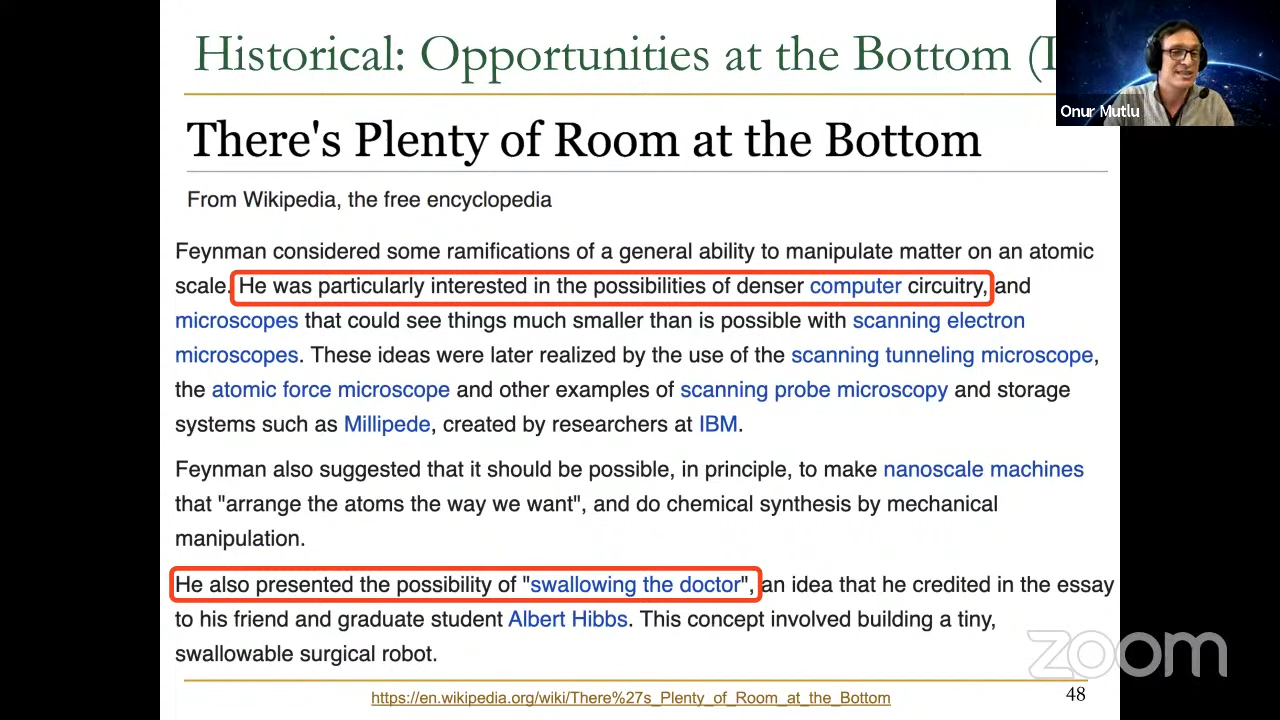 Historical: Opportunities at the Bottom (
Onur Mutlu
There's Plenty of Room at the Bottom
From Wikipedia, the free encyclopedia
Feynman considered some ramifications of a general ability to manipulate matter on an atomic
scale. He was particularly interested in the possibilities of denser computer circuitry, and
microscopes that could see things much smaller than is possible with scanning electron
microscopes. These ideas were later realized by the use of the scanning tunneling microscope,
the atomic force microscope and other examples of scanning probe microscopy and storage
systems such as Millipede, created by researchers at IBM.
Feynman also suggested that it should be possible, in principle, to make nanoscale machines
that "arrange the atoms the way we want", and do chemical synthesis by mechanical
manipulation.
He also presented the possibility of "swallowing the doctor", an idea that he credited in the essay
to his friend and graduate student Albert Hibbs. This concept involved building a tiny,
swallowable surgical robot.
zoom
https://en.wikipedia.org/wiki/There%27s_Plenty_of_Room_at_the_Bottom
48